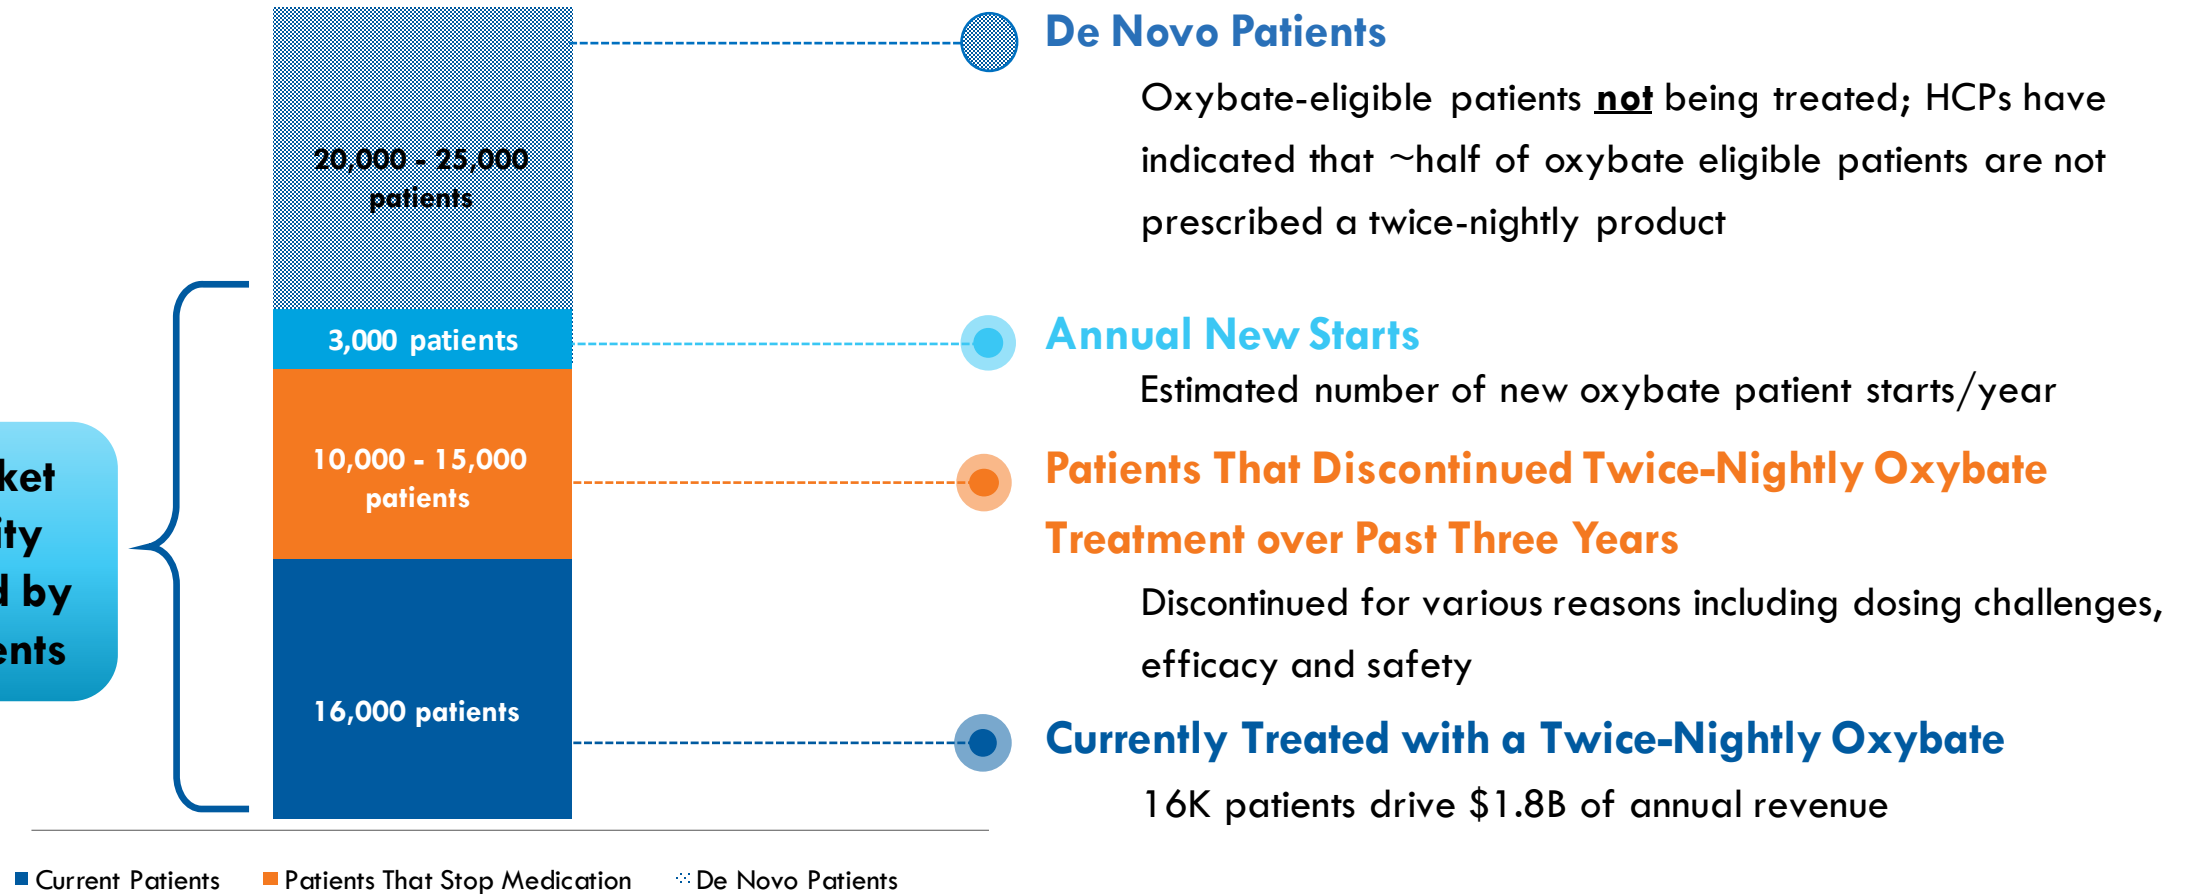 De Novo Patients
Oxybate-eligible patients not being treated; HCPs have
indicated that ~half of oxybate eligible patients are not
prescribed a twice-nightly product
20,000 - 25,000
patients
3,000 patients
Annual New Starts
Estimated number of new oxybate patient starts/year
10,000 - 15,000
patients
Patients That Discontinued Twice-Nightly Oxybate
Treatment over Past Three Years
Discontinued for various reasons including dosing challenges,
efficacy and safety
by
16,000 patients
Currently Treated with a Twice-Nightly Oxybate
16K patients drive $1.8B of annual revenue
Current Patients
Patients That Stop Medication
De Novo Patients